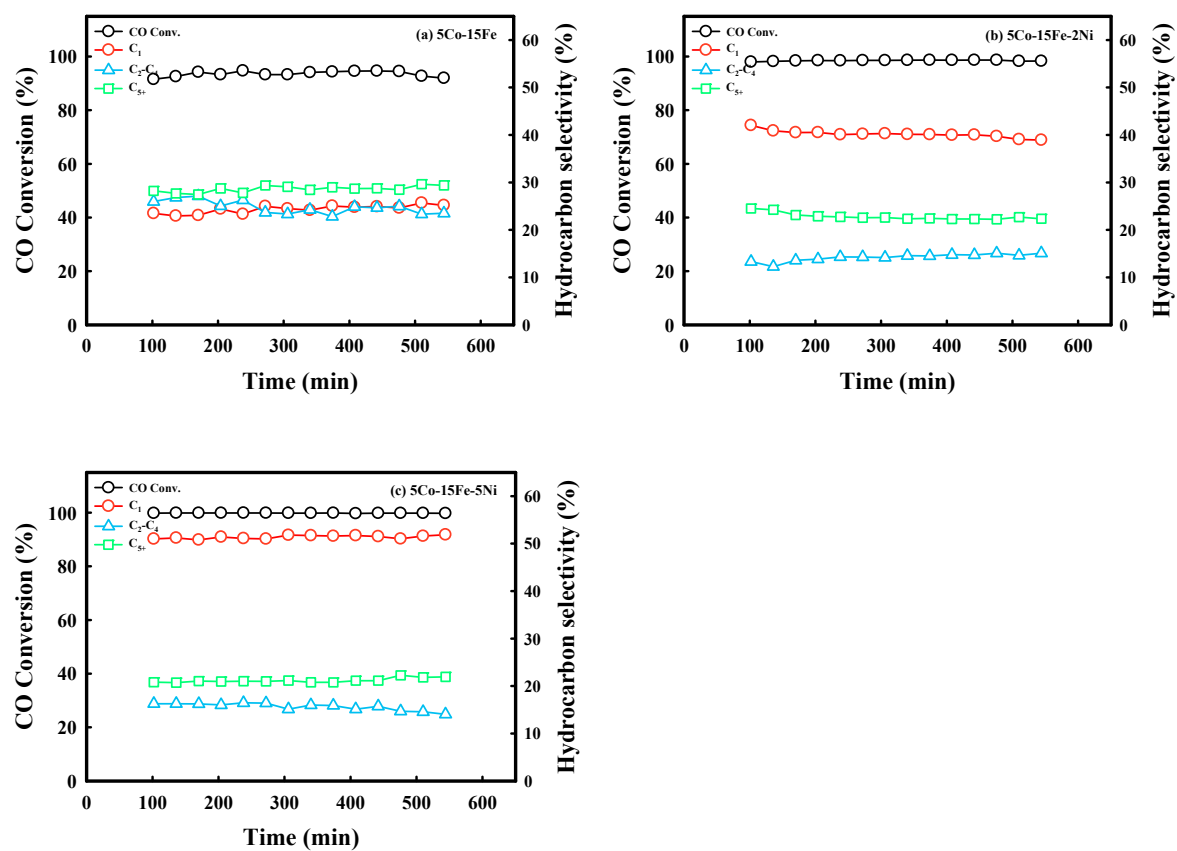 (a) 5Co-15Fe
CO Conv.
C₁
C₂-C₄
C₅₊
CO Conversion (%)
100
80
60
40
20
0
Hydrocarbon selectivity (%)
60
50
40
30
20
10
0
0 100 200 300 400 500 600
Time (min)
(b) 5Co-15Fe-2Ni
CO Conv.
C₁
C₂-C₄
C₅₊
CO Conversion (%)
100
80
60
40
20
0
Hydrocarbon selectivity (%)
60
50
40
30
20
10
0
0 100 200 300 400 500 600
Time (min)
(c) 5Co-15Fe-5Ni
CO Conv.
C₁
C₂-C₄
C₅₊
CO Conversion (%)
100
80
60
40
20
0
Hydrocarbon selectivity (%)
60
50
40
30
20
10
0
0 100 200 300 400 500 600
Time (min)